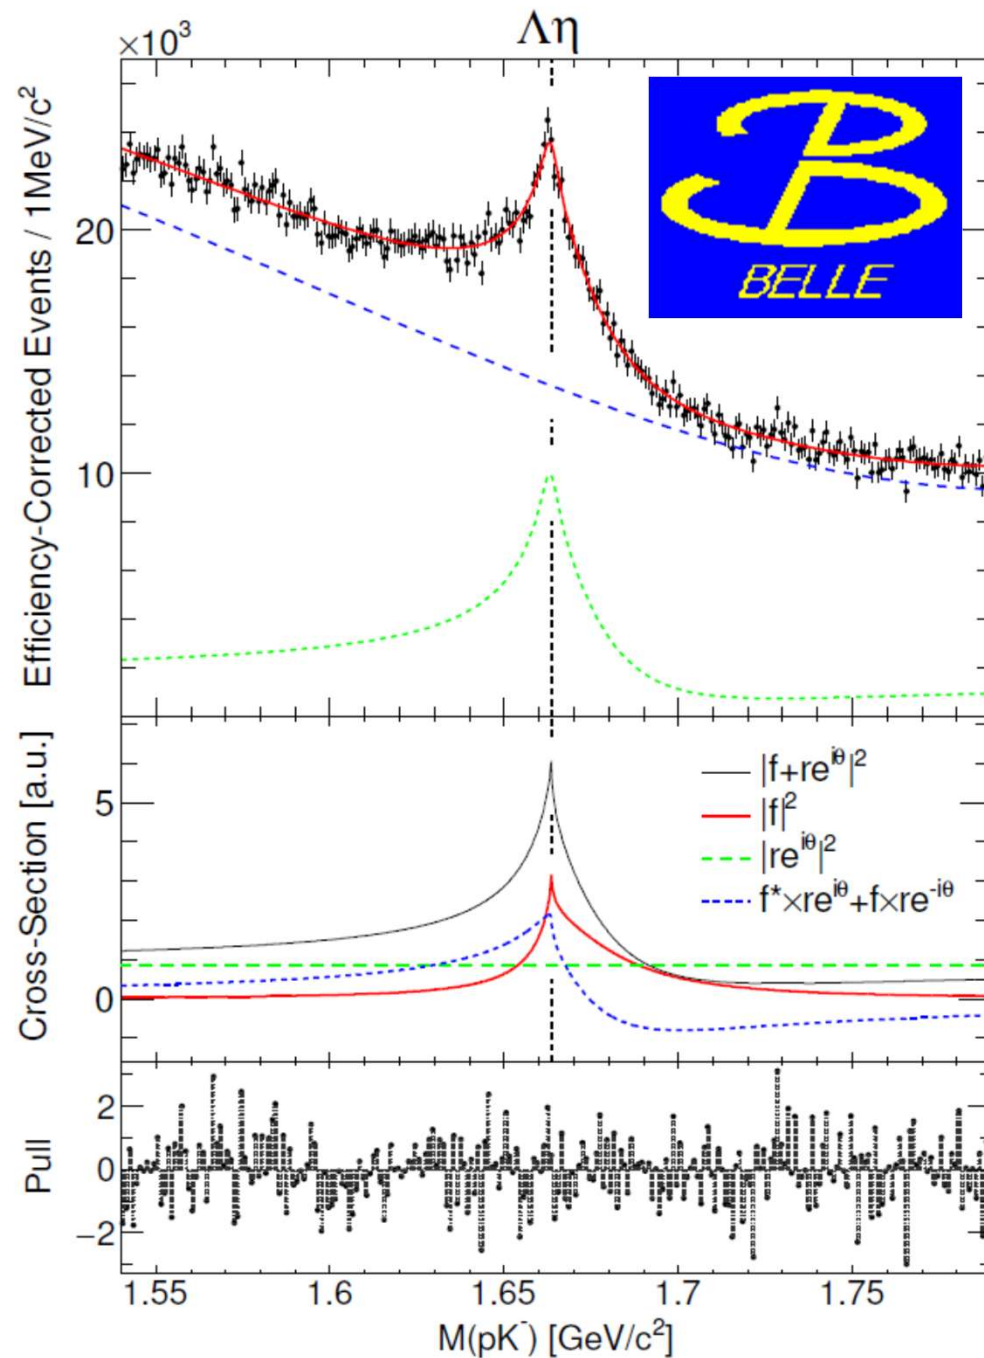 Λη
×10³
Efficiency-Corrected Events / 1MeV/c²
20
10
B
BELLE
Cross-Section [a.u.]
5
0
|f+re^{iθ}|²
|f|²
|re^{iθ}|²
f*×re^{iθ}+f×re^{-iθ}
Pull
2
0
−2
1.55 1.6 1.65 1.7 1.75
M(pK⁻) [GeV/c²]